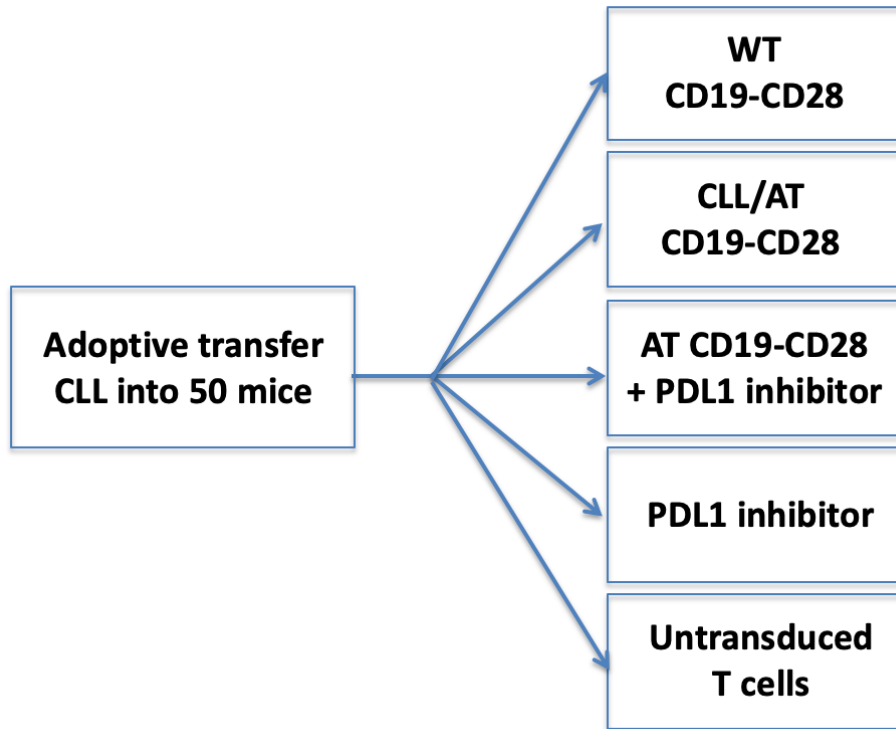 Adoptive transfer
CLL into 50 mice
WT
CD19-CD28
CLL/AT
CD19-CD28
AT CD19-CD28
+ PDL1 inhibitor
PDL1 inhibitor
Untransduced
T cells